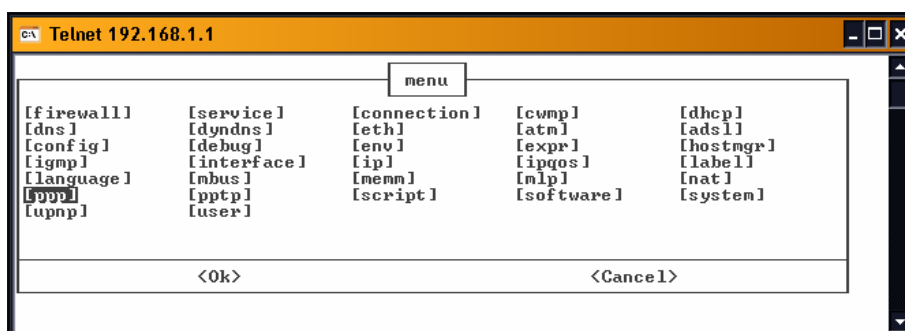 Telnet 192.168.1.1
menu
[firewall] [service] [connection] [cwmp] [dhcp]
[dns] [dyndns] [eth] [atm] [adsl]
[config] [debug] [env] [expr] [hostmgr]
[igmp] [interface] [ip] [ipqos] [label]
[language] [mbus] [memm] [mlp] [nat]
[ppp] [pptp] [script] [software] [system]
[upnp] [user]
<Ok> <Cancel>